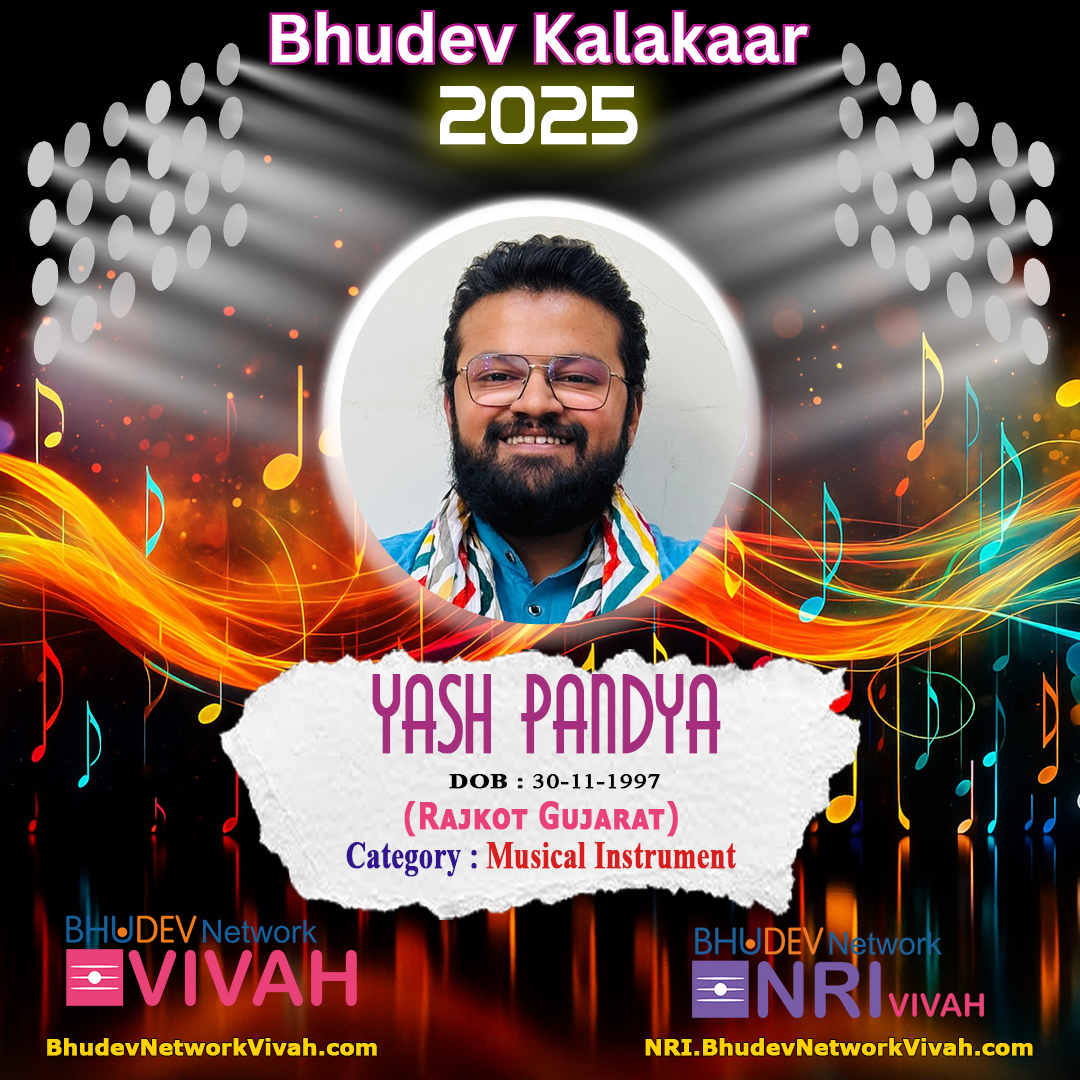 Bhudev Kalakaar
2025
YASH PANDYA
DOB : 30-11-1997
(Rajkot Gujarat)
Category : Musical Instrument
BHUDEV Network
VIVAH
BhudevNetworkVivah.com
BHUDEV Network
NRI VIVAH
NRI.BhudevNetworkVivah.com